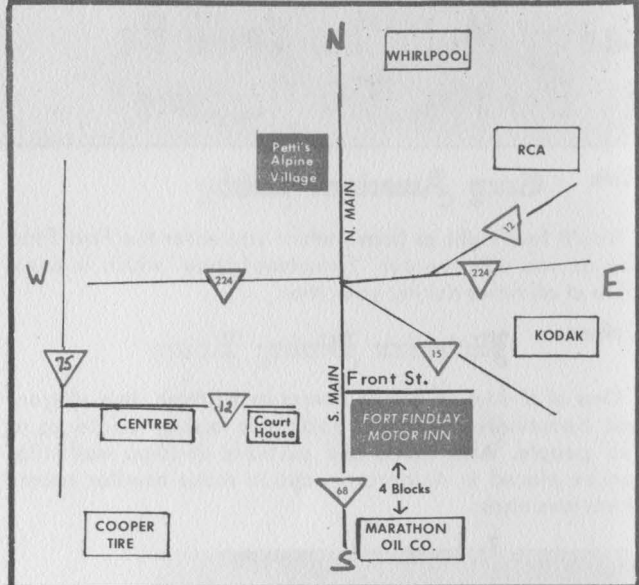 N
WHIRLPOOL
Petti's
Alpine
Village
RCA
N. MAIN
12
W
224
224
E
KODAK
15
75
Front St.
S. MAIN
12
CENTREX
Court
House
FORT FINDLAY
MOTOR INN
68
4 Blocks
COOPER
TIRE
MARATHON
OIL CO.
S